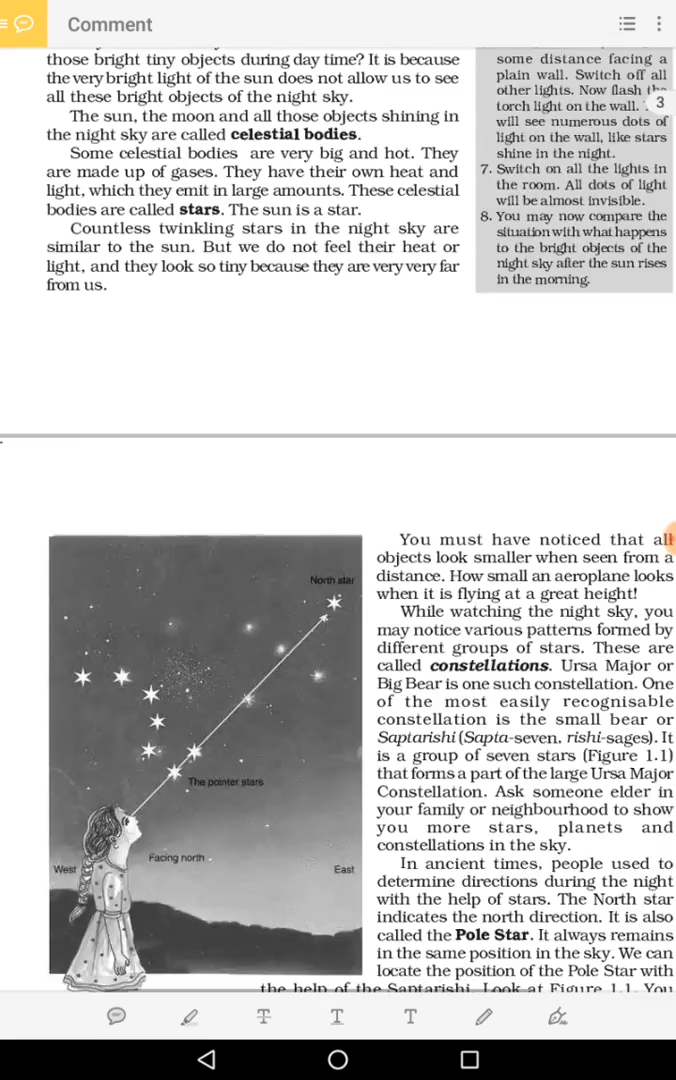 Comment
those bright tiny objects during day time? It is because
the very bright light of the sun does not allow us to see
all these bright objects of the night sky.
The sun, the moon and all those objects shining in
the night sky are called celestial bodies.
Some celestial bodies are very big and hot. They
are made up of gases. They have their own heat and
light, which they emit in large amounts. These celestial
bodies are called stars. The sun is a star.
Countless twinkling stars in the night sky are
similar to the sun. But we do not feel their heat or
light, and they look so tiny because they are very very far
from us.
some distance facing a
plain wall. Switch off all
other lights. Now flash the
torch light on the wall.
3
will see numerous dots of
light on the wall, like stars
shine in the night.
7. Switch on all the lights in
the room. All dots of light
will be almost invisible.
8. You may now compare the
situation with what happens
to the bright objects of the
night sky after the sun rises
in the morning.
North star
The pointer stars
Facing north
West
East
You must have noticed that all
objects look smaller when seen from a
distance. How small an aeroplane looks
when it is flying at a great height!
While watching the night sky, you
may notice various patterns formed by
different groups of stars. These are
called constellations. Ursa Major or
Big Bear is one such constellation. One
of the most easily recognisable
constellation is the small bear or
Saptarishi (Sapta-seven, rishi-sages). It
is a group of seven stars (Figure 1.1)
that forms a part of the large Ursa Major
Constellation. Ask someone elder in
your family or neighbourhood to show
you more stars, planets and
constellations in the sky.
In ancient times, people used to
determine directions during the night
with the help of stars. The North star
indicates the north direction. It is also
called the Pole Star. It always remains
in the same position in the sky. We can
locate the position of the Pole Star with
the help of the Saptarishi. Look at Figure 1.1. You